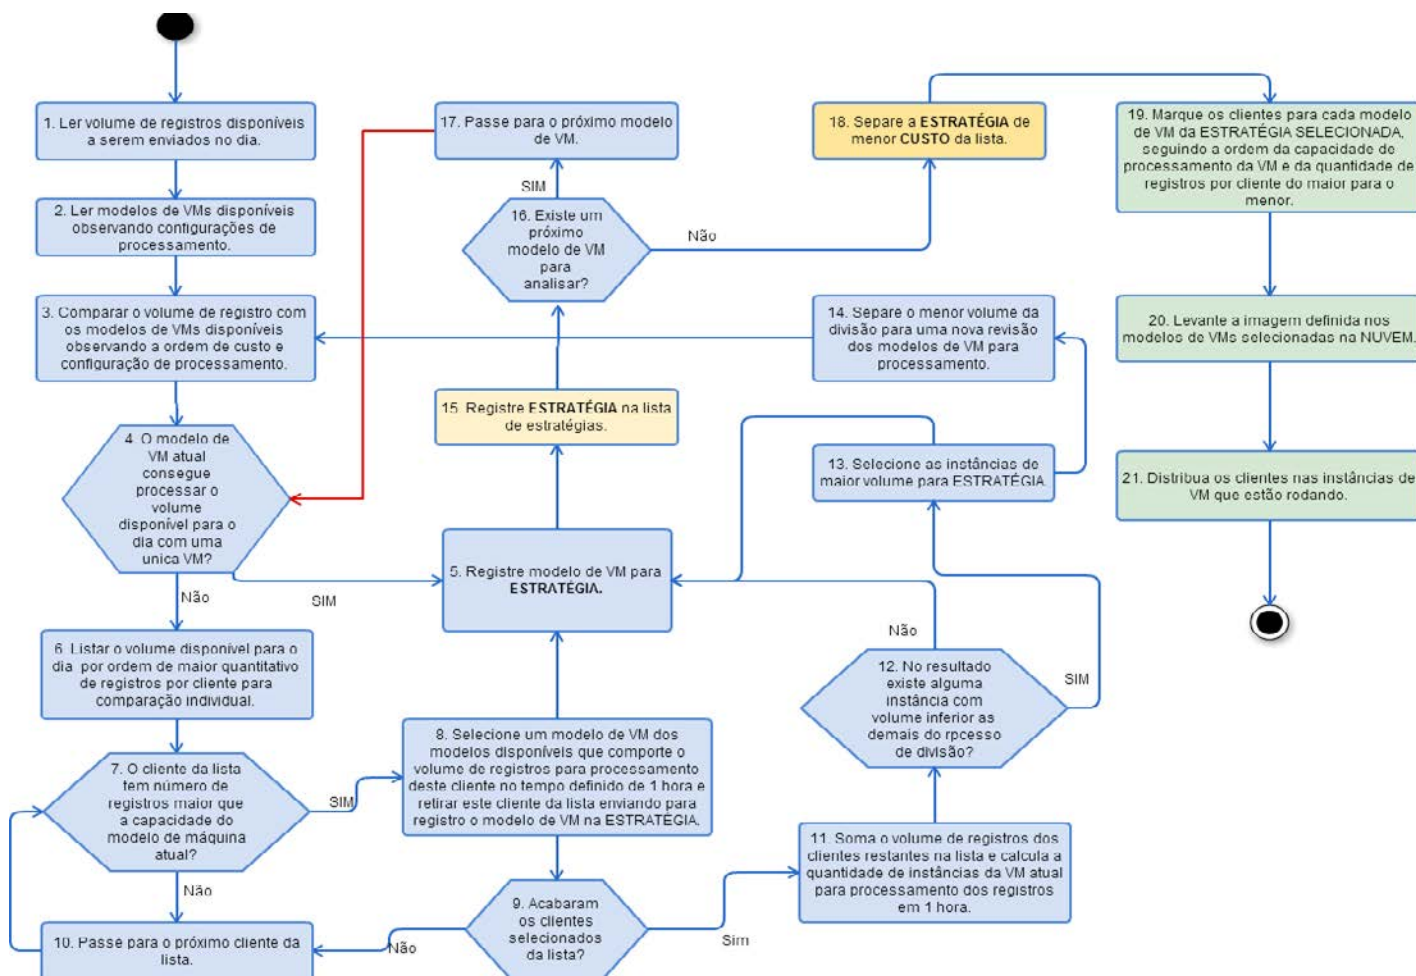 1. Ler volume de registros disponíveis
a serem enviados no dia.
2. Ler modelos de VMs disponíveis
observando configurações de
processamento.
3. Comparar o volume de registro com
os modelos de VMs disponíveis
observando a ordem de custo e
configuração de processamento.
4. O modelo de
VM atual
consegue
processar o
volume
disponível para o
dia com uma
unica VM?
Não
SIM
5. Registre modelo de VM para
ESTRATÉGIA.
6. Listar o volume disponível para o
dia por ordem de maior quantitativo
de registros por cliente para
comparação individual.
7. O cliente da lista
tem número de
registros maior que
a capacidade do
modelo de máquina
atual?
SIM
Não
8. Selecione um modelo de VM dos
modelos disponíveis que comporte o
volume de registros para processamento
deste cliente no tempo definido de 1 hora e
retirar este cliente da lista enviando para
registro o modelo de VM na ESTRATÉGIA.
9. Acabaram
os clientes
selecionados
da lista?
Não
Sim
10. Passe para o próximo cliente da
lista.
11. Soma o volume de registros dos
clientes restantes na lista e calcula a
quantidade de instâncias da VM atual
para processamento dos registros
em 1 hora.
12. No resultado
existe alguma
instância com
volume inferior as
demais do rpcesso
de divisão?
Não
SIM
13. Selecione as instâncias de
maior volume para ESTRATÉGIA.
14. Separe o menor volume da
divisão para uma nova revisão
dos modelos de VM para
processamento.
15. Registre ESTRATÉGIA na lista
de estratégias.
16. Existe um
próximo
modelo de VM
para
analisar?
SIM
Não
17. Passe para o próximo modelo
de VM.
18. Separe a ESTRATÉGIA de
menor CUSTO da lista.
19. Marque os clientes para cada modelo
de VM da ESTRATÉGIA SELECIONADA,
seguindo a ordem da capacidade de
processamento da VM e da quantidade de
registros por cliente do maior para o
menor.
20. Levante a imagem definida nos
modelos de VMs selecionadas na NUVEM.
21. Distribua os clientes nas instâncias de
VM que estão rodando.